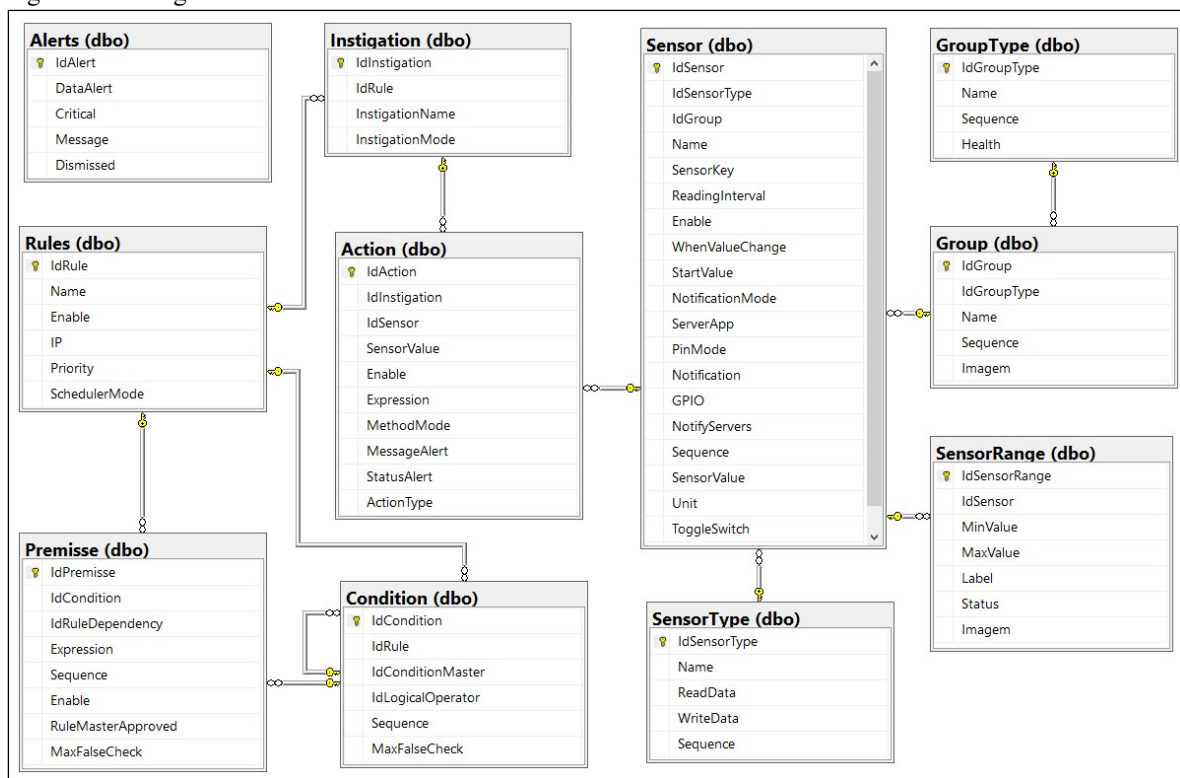 Alerts (dbo)
IdAlert
DataAlert
Critical
Message
Dismissed
Instigation (dbo)
IdInstigation
IdRule
InstigationName
InstigationMode
Sensor (dbo)
IdSensor
IdSensorType
IdGroup
Name
SensorKey
ReadingInterval
Enable
WhenValueChange
StartValue
NotificationMode
ServerApp
PinMode
Notification
GPIO
NotifyServers
Sequence
SensorValue
Unit
ToggleSwitch
GroupType (dbo)
IdGroupType
Name
Sequence
Health
Rules (dbo)
IdRule
Name
Enable
IP
Priority
SchedulerMode
Action (dbo)
IdAction
IdInstigation
IdSensor
SensorValue
Enable
Expression
MethodMode
MessageAlert
StatusAlert
ActionType
Group (dbo)
IdGroup
IdGroupType
Name
Sequence
Imagem
SensorRange (dbo)
IdSensorRange
IdSensor
MinValue
MaxValue
Label
Status
Imagem
Premisse (dbo)
IdPremisse
IdCondition
IdRuleDependency
Expression
Sequence
Enable
RuleMasterApproved
MaxFalseCheck
Condition (dbo)
IdCondition
IdRule
IdConditionMaster
IdLogicalOperator
Sequence
MaxFalseCheck
SensorType (dbo)
IdSensorType
Name
ReadData
WriteData
Sequence